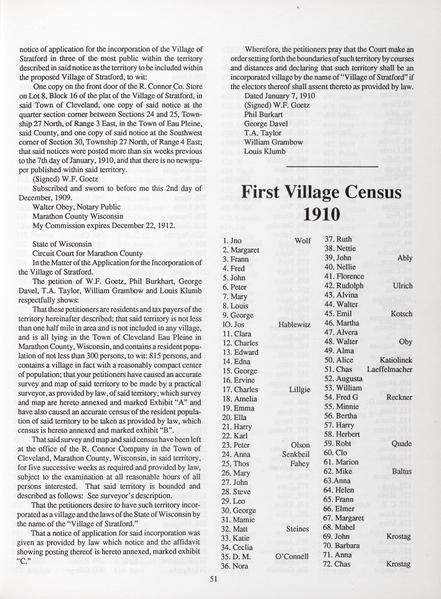 notice of application for the incorporation of the Village of
Stratford in three of the most public within the territory
described in said notice as the territory to be included within
the proposed Village of Stratford, to wit:
One copy on the front door of the R. Connor Co. Store
on Lot 8, Block 16 of the plat of the Village of Stratford, in
said Town of Cleveland, one copy of said notice at the
quarter section corner between Sections 24 and 25, Town-
ship 27 North, of Range 3 East, in the Town of Eau Pleine,
said County, and one copy of said notice at the Southwest
corner of Section 30, Township 27 North, of Range 4 East;
that said notices were posted more than six weeks previous
to the 7th day of January, 1910, and that there is no newspa-
per published within said territory.
(Signed) W.F. Goetz
Subscribed and sworn to before me this 2nd day of
December, 1909.
Walter Obey, Notary Public
Marathon County Wisconsin
My Commission expires December 22, 1912.
State of Wisconsin
Circuit Court for Marathon County
In the Matter of the Application for the Incorporation of
the Village of Stratford.
The petition of W.F. Goetz, Phil Burkhart, George
Davel, T.A. Taylor, William Grambow and Louis Klumb
respectfully shows:
That these petitioners are residents and tax payers of the
territory hereinafter described; that said territory is not less
than one half mile in area and is not included in any village,
and is all lying in the Town of Cleveland and Eau Pleine in
Marathon County, Wisconsin, and contains a resident popu-
lation of not less than 300 persons, to wit: 815 persons, and
contains a village in fact with a reasonably compact center
of population; that your petitioners have caused an accurate
survey and map of said territory to be made by a practical
surveyor, as provided by law, of said territory, which survey
and map are hereto annexed and marked Exhibit "A" and
have also caused an accurate census of the resident popula-
tion of said territory to be taken as provided by law, which
census is hereto annexed and marked exhibit "B".
That said survey and map and said census have been left
at the office of R. Connor Company in the Town of
Cleveland, Marathon County, Wisconsin, in said territory,
for five successive weeks as required and provided by law,
subject to the examination at all reasonable hours of all
persons interested. That said territory is bounded and
described as follows: See surveyor's description.
That the petitioners desire to have such territory incor-
porated as a village and the laws of the State of Wisconsin by
the name of the "Village of Stratford."
That a notice of application for said incorporation was
given as provided by law which notice and the affidavit
showing posting thereof is hereto annexed, marked exhibit
"C."
Wherefore, the petitioners pray that the Court make an
order setting forth the boundaries of such territory by courses
and distances and declaring that such territory shall be an
incorporated village by the name of "Village of Stratford" if
the electors thereof shall assent thereto as provided by law.
Dated January 7, 1910
(Signed) W.F. Goetz
Phil Burkart
George Davel
T.A. Taylor
William Grambow
Louis Klumb
First Village Census
1910
1. Jno Wolf
2. Margaret
3. Frann
4. Fred
5. John
6. Peter
7. Mary
8. Louis
9. George
10. Jos Hablewitz
11. Clara
12. Charles
13. Edward
14. Edna
15. George
16. Ervine
17. Charles Lillgie
18. Amelia
19. Emma
20. Ella
21. Harry
22. Karl
23. Peter Olson
24. Anna Senkbeil
25. Thos Fahey
26. Mary
27. John
28. Steve
29. Leo
30. George
31. Mamie
32. Matt Steines
33. Katie
34. Ceclia
35. D. M. O'Connell
36. Nora
37. Ruth
38. Nettie
39. John Ably
40. Nellie
41. Florence
42. Rudolph Ulrich
43. Alvina
44. Walter
45. Emil Kotsch
46. Martha
47. Alvera
48. Walter Oby
49. Alma
50. Alice Katiolinek
51. Chas Laeffelmacher
52. Augusta
53. William
54. Fred G Reckner
55. Minnie
56. Bertha
57. Harry
58. Herbert
59. Robt Quade
60. Clo
61. Marion
62. Mike Baltus
63.Anna
64. Helen
65. Frann
66. Elmer
67. Margaret
68. Mabel
69. John Krostag
70. Barbara
71. Anna
72. Chas Krostag
51